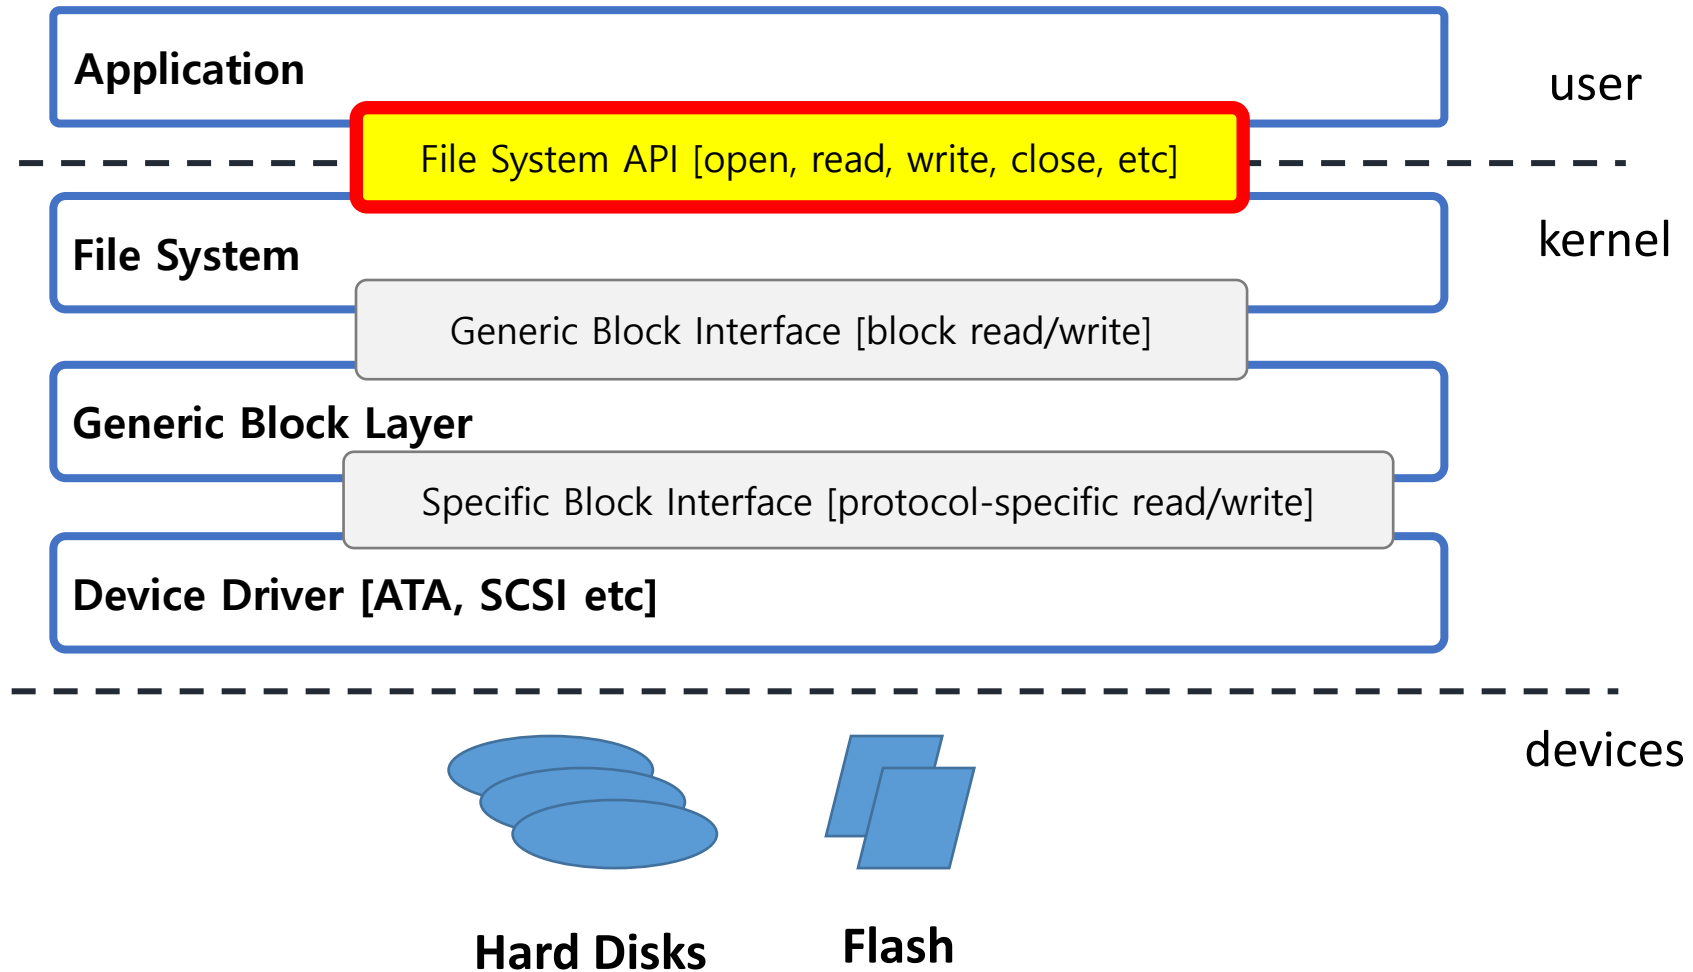 Application
user
File System API [open, read, write, close, etc]
File System
kernel
Generic Block Interface [block read/write]
Generic Block Layer
Specific Block Interface [protocol-specific read/write]
Device Driver [ATA, SCSI etc]
devices
Hard Disks
Flash